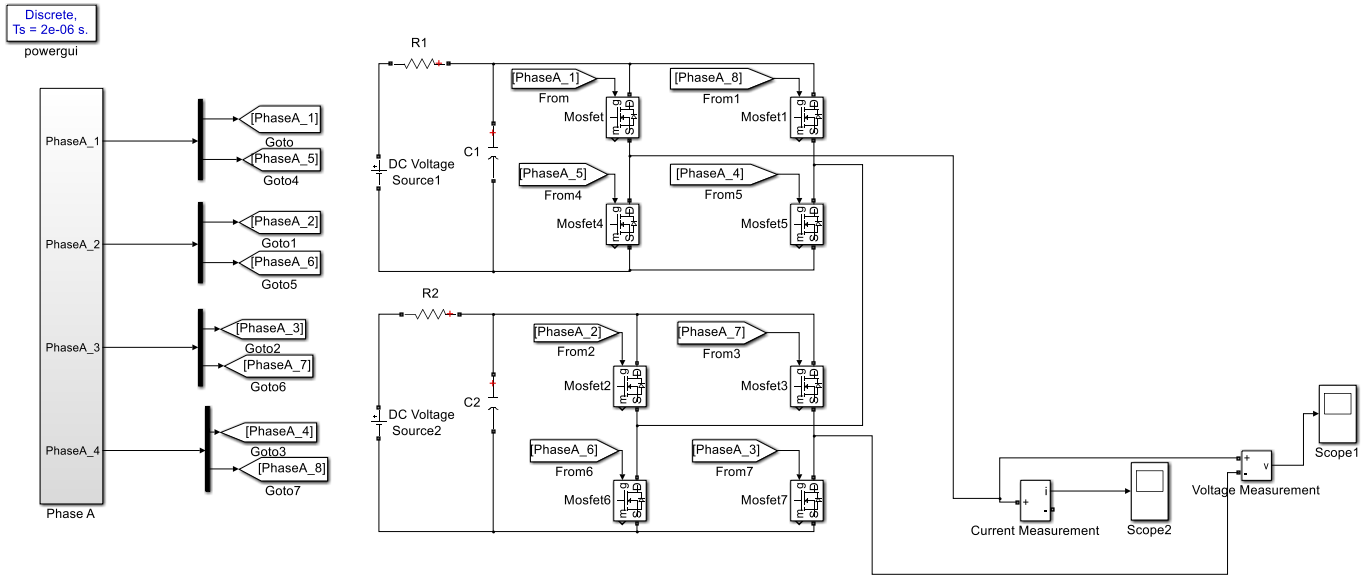 Discrete,
Ts = 2e-06 s.
powergui
PhaseA_1
PhaseA_2
PhaseA_3
PhaseA_4
Phase A
[PhaseA_1]
Goto
[PhaseA_5]
Goto4
[PhaseA_2]
Goto1
[PhaseA_6]
Goto5
[PhaseA_3]
Goto2
[PhaseA_7]
Goto6
[PhaseA_4]
Goto3
[PhaseA_8]
Goto7
R1
DC Voltage
Source1
C1
[PhaseA_1]
From
g
D
Mosfet
m
S
[PhaseA_8]
From1
g
D
Mosfet1
m
S
[PhaseA_5]
From4
g
D
Mosfet4
m
S
[PhaseA_4]
From5
g
D
Mosfet5
m
S
R2
DC Voltage
Source2
C2
[PhaseA_2]
From2
g
D
Mosfet2
m
S
[PhaseA_7]
From3
g
D
Mosfet3
m
S
[PhaseA_6]
From6
g
D
Mosfet6
m
S
[PhaseA_3]
From7
g
D
Mosfet7
m
S
+
i
-
Current Measurement
Scope2
+
v
-
Voltage Measurement
Scope1